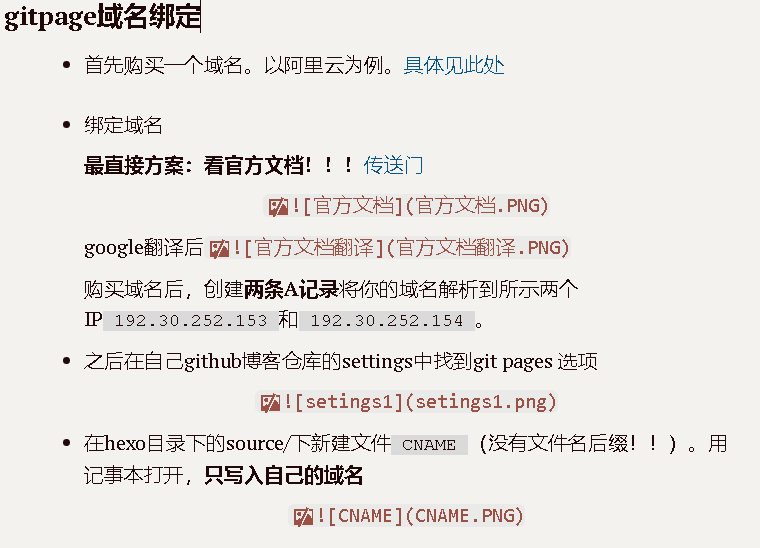 gitpage域名绑定
首先购买一个域名。以阿里云为例。具体见此处
绑定域名
最直接方案：看官方文档！！！传送门
![官方文档](官方文档.PNG)
google翻译后 ![官方文档翻译](官方文档翻译.PNG)
购买域名后，创建两条A记录将你的域名解析到所示两个
IP 192.30.252.153 和 192.30.252.154 。
之后在自己github博客仓库的settings中找到git pages 选项
![setings1](setings1.png)
在hexo目录下的source/下新建文件 CNAME （没有文件名后缀！！）。用
记事本打开，只写入自己的域名
![CNAME](CNAME.PNG)